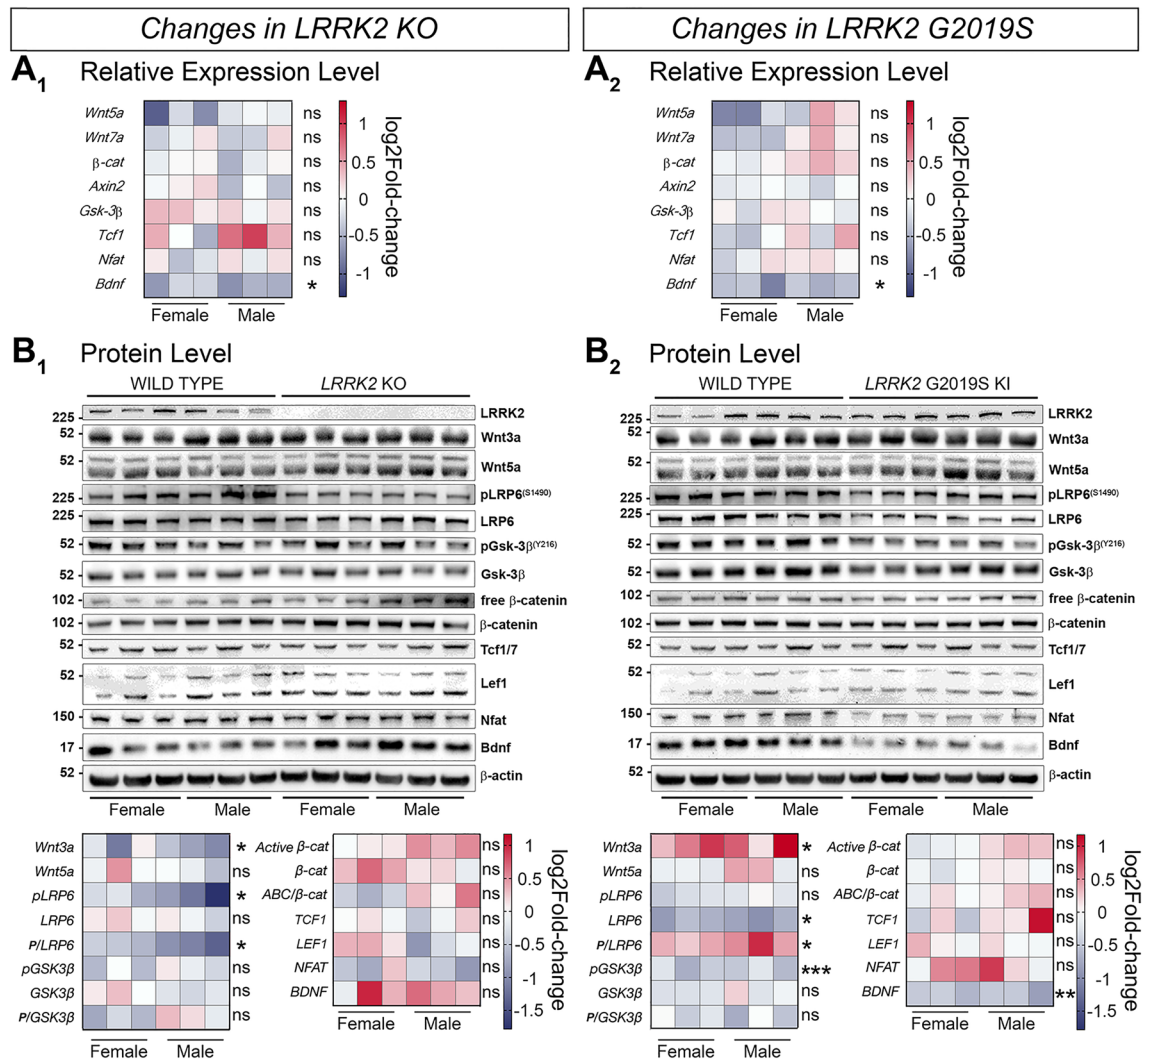 Changes in LRRK2 KO
Changes in LRRK2 G2019S
A1 Relative Expression Level
Wnt5a ns
Wnt7a ns
β-cat ns
Axin2 ns
Gsk-3β ns
Tcf1 ns
Nfat ns
Bdnf *
Female Male
1
0.5
0
-0.5
-1
log2Fold-change
A2 Relative Expression Level
Wnt5a ns
Wnt7a ns
β-cat ns
Axin2 ns
Gsk-3β ns
Tcf1 ns
Nfat ns
Bdnf *
Female Male
1
0.5
0
-0.5
-1
log2Fold-change
B1 Protein Level
WILD TYPE LRRK2 KO
225 LRRK2
52 Wnt3a
52 Wnt5a
225 pLRP6(S1490)
225 LRP6
52 pGsk-3β(Y216)
52 Gsk-3β
102 free β-catenin
102 β-catenin
52 Tcf1/7
52 Lef1
150 Nfat
17 Bdnf
52 β-actin
Female Male Female Male
Wnt3a *
Wnt5a ns
pLRP6 *
LRP6 ns
P/LRP6 *
pGSK3β ns
GSK3β ns
P/GSK3β ns
Female Male
Active β-cat ns
β-cat ns
ABC/β-cat ns
TCF1 ns
LEF1 ns
NFAT ns
BDNF ns
Female Male
1
0.5
0
-0.5
-1
-1.5
log2Fold-change
B2 Protein Level
WILD TYPE LRRK2 G2019S KI
225 LRRK2
52 Wnt3a
52 Wnt5a
225 pLRP6(S1490)
225 LRP6
52 pGsk-3β(Y216)
52 Gsk-3β
102 free β-catenin
102 β-catenin
52 Tcf1/7
52 Lef1
150 Nfat
17 Bdnf
52 β-actin
Female Male Female Male
Wnt3a *
Wnt5a ns
pLRP6 ns
LRP6 *
P/LRP6 *
pGSK3β ***
GSK3β ns
P/GSK3β ns
Female Male
Active β-cat ns
β-cat ns
ABC/β-cat ns
TCF1 ns
LEF1 ns
NFAT ns
BDNF **
Female Male
1
0.5
0
-0.5
-1
-1.5
log2Fold-change